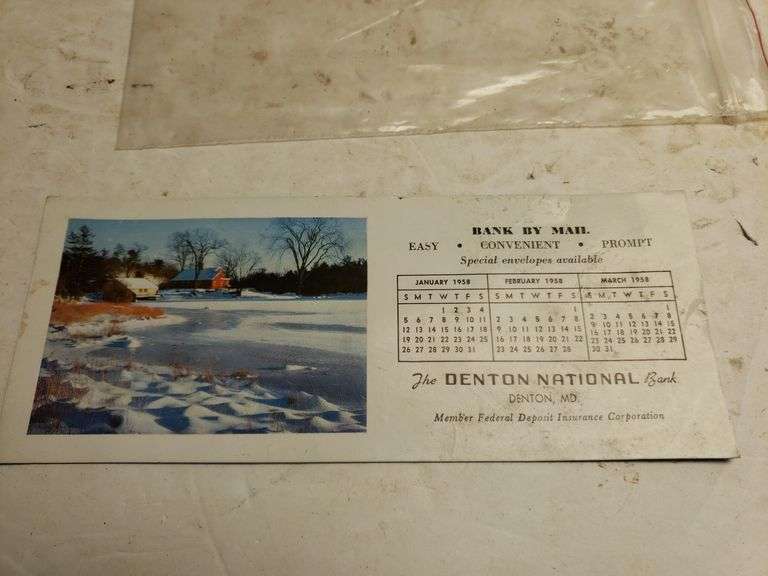 BANK BY MAIL
EASY • CONVENIENT • PROMPT
Special envelopes available
JANUARY 1958 FEBRUARY 1958 MARCH 1958
S M T W T F S S M T W T F S S M T W T F S
1 2 3 4 1 1
5 6 7 8 9 10 11 2 3 4 5 6 7 8 2 3 4 5 6 7 8
12 13 14 15 16 17 18 9 10 11 12 13 14 15 9 10 11 12 13 14 15
19 20 21 22 23 24 25 16 17 18 19 20 21 22 16 17 18 19 20 21 22
26 27 28 29 30 31 23 24 25 26 27 28 23 24 25 26 27 28 29
30 31
The DENTON NATIONAL Bank
DENTON, MD.
Member Federal Deposit Insurance Corporation